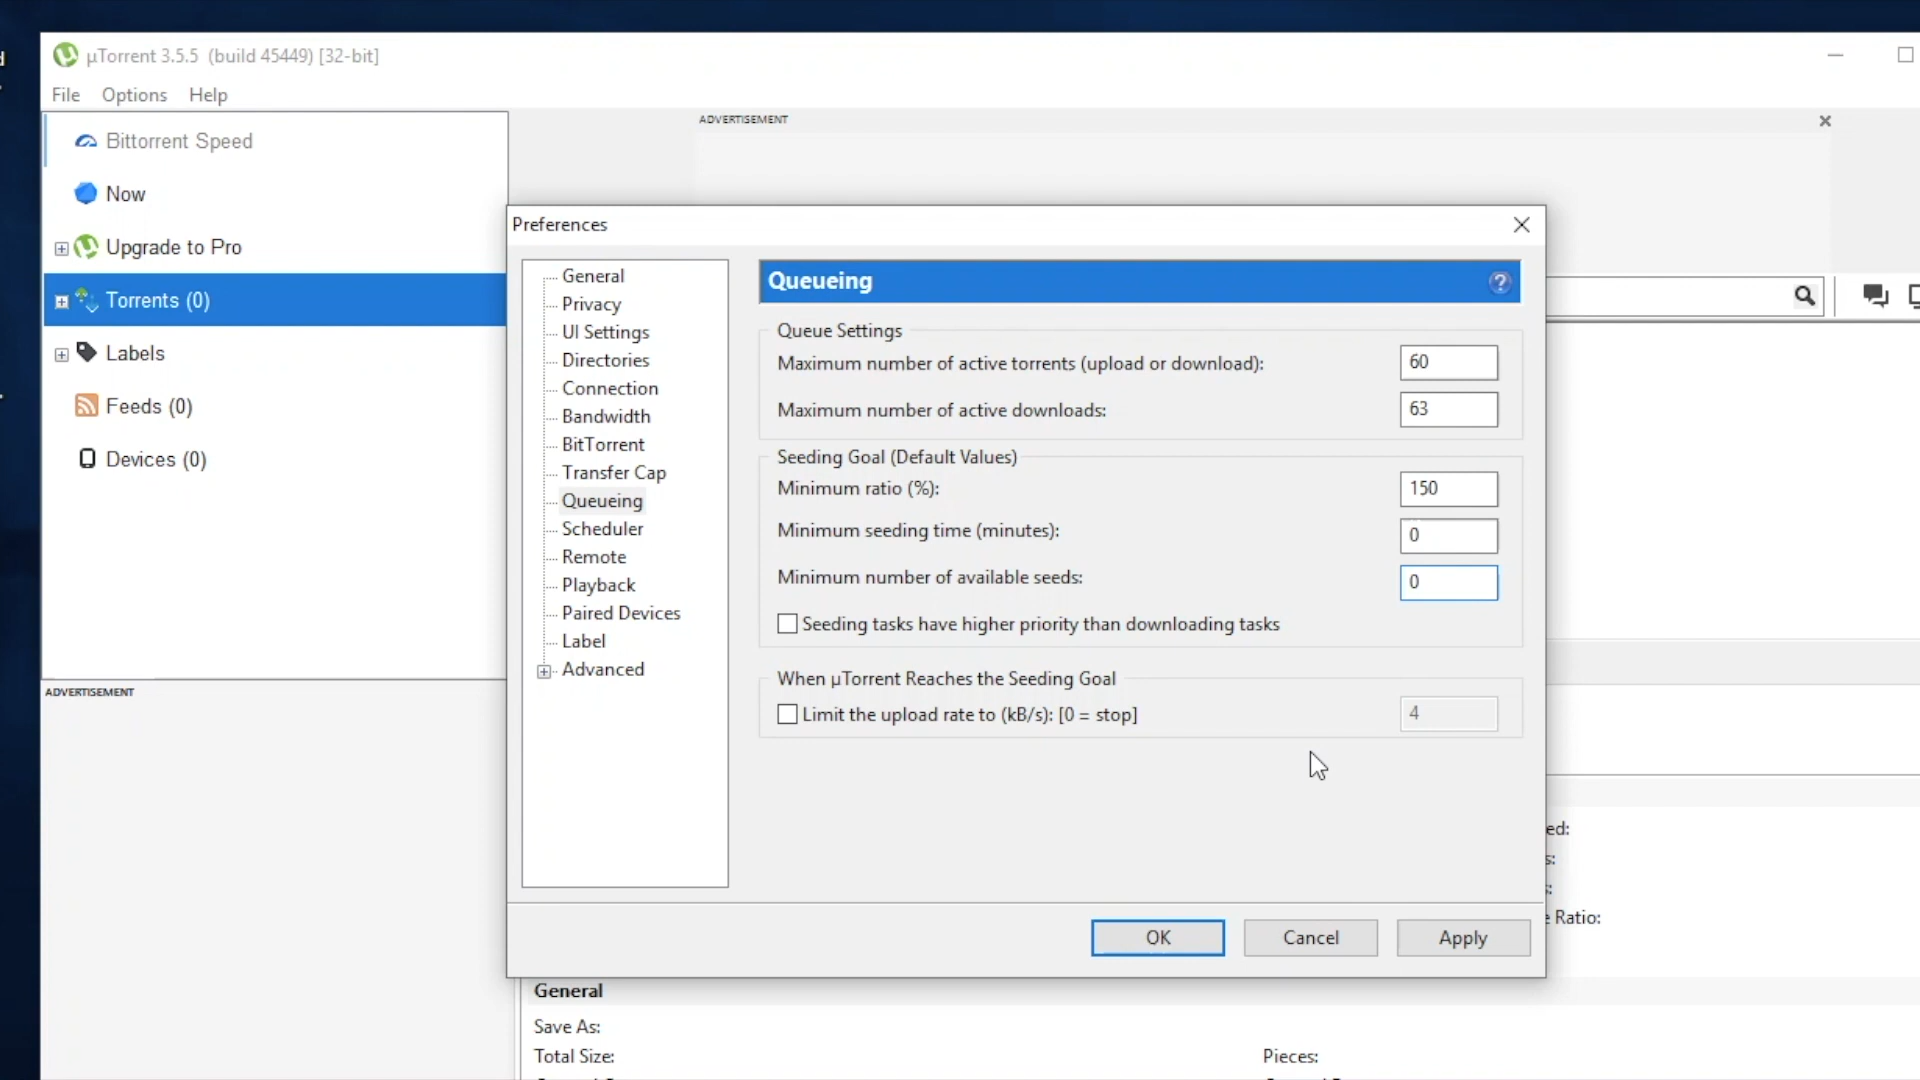 µTorrent 3.5.5 (build 45449) [32-bit]
File Options Help
Bittorrent Speed
Now
Upgrade to Pro
Torrents (0)
Labels
Feeds (0)
Devices (0)
ADVERTISEMENT
ADVERTISEMENT
Preferences
General
Privacy
UI Settings
Directories
Connection
Bandwidth
BitTorrent
Transfer Cap
Queueing
Scheduler
Remote
Playback
Paired Devices
Label
Advanced
Queueing
Queue Settings
Maximum number of active torrents (upload or download): 60
Maximum number of active downloads: 63
Seeding Goal (Default Values)
Minimum ratio (%): 150
Minimum seeding time (minutes): 0
Minimum number of available seeds: 0
Seeding tasks have higher priority than downloading tasks
When µTorrent Reaches the Seeding Goal
Limit the upload rate to (kB/s): [0 = stop] 4
OK Cancel Apply
ed:
s:
Ratio:
General
Save As:
Total Size: Pieces: